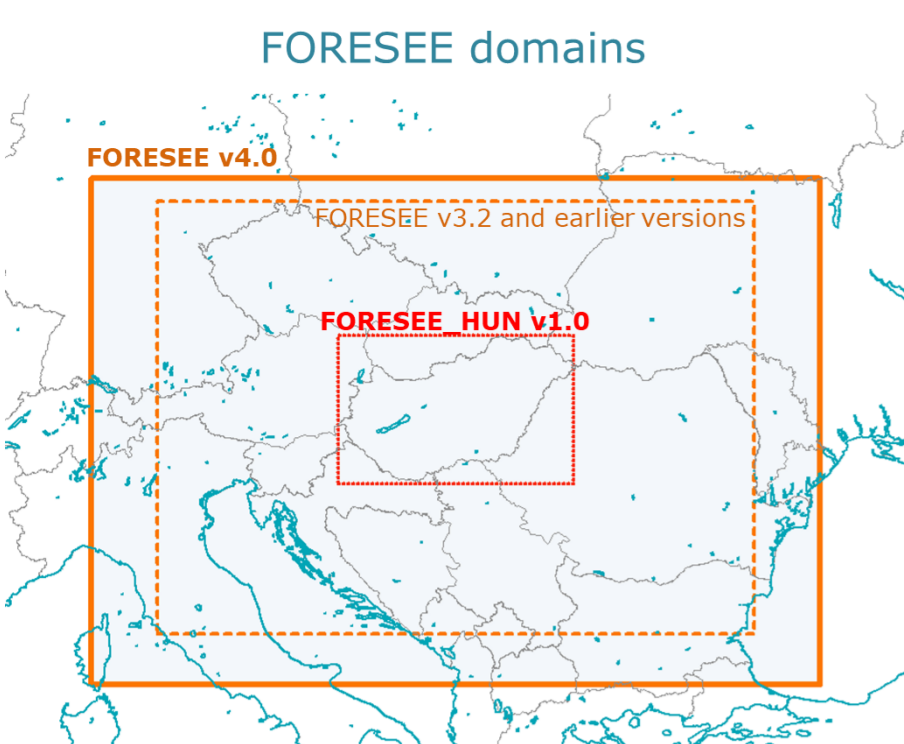 FORESEE domains
FORESEE v4.0
FORESEE v3.2 and earlier versions
FORESEE_HUN v1.0